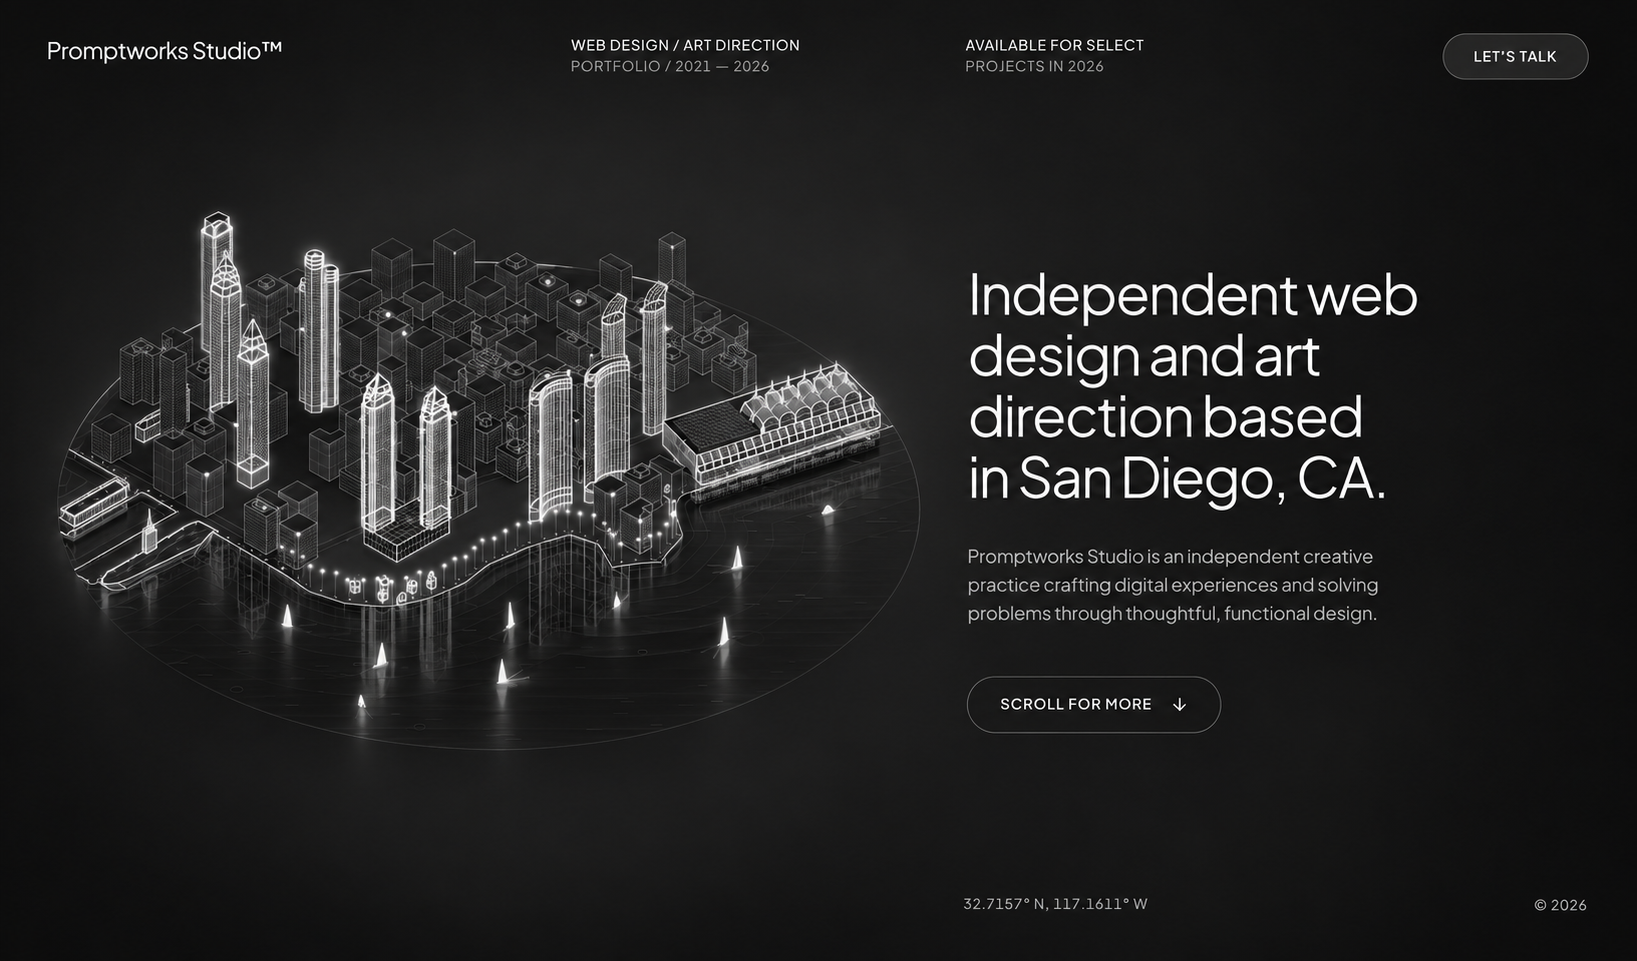 Promptworks Studio™
WEB DESIGN / ART DIRECTION
PORTFOLIO / 2021 — 2026
AVAILABLE FOR SELECT
PROJECTS IN 2026
LET'S TALK
Independent web
design and art
direction based
in San Diego, CA.
Promptworks Studio is an independent creative
practice crafting digital experiences and solving
problems through thoughtful, functional design.
SCROLL FOR MORE ↓
32.7157° N, 117.1611° W
© 2026